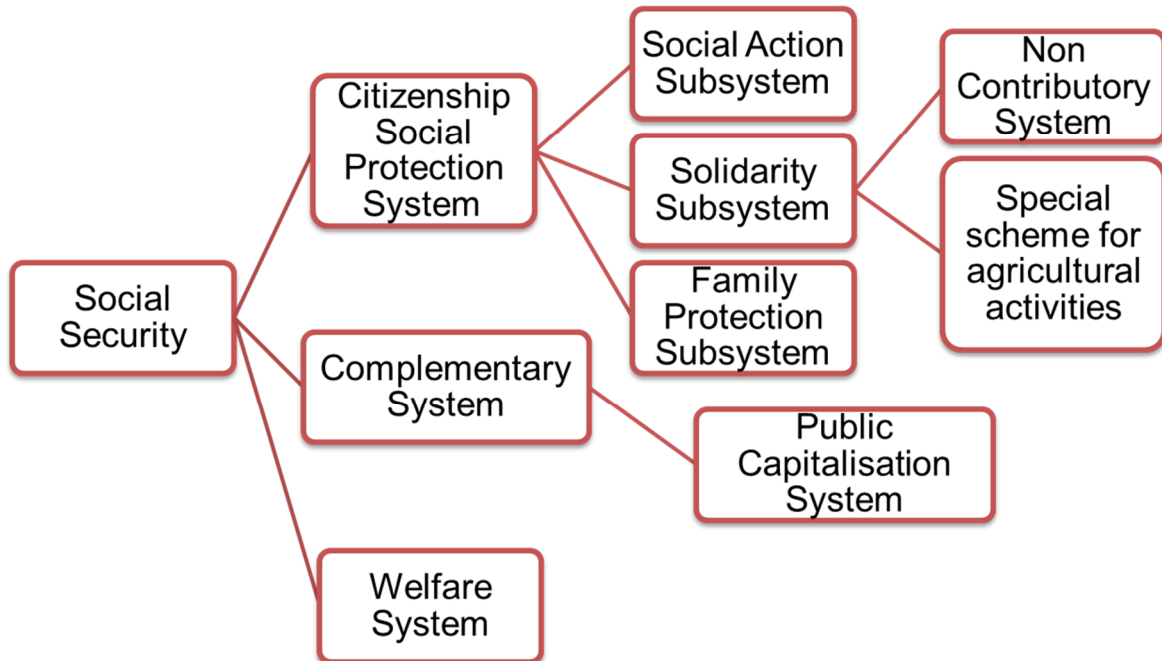 Social Action
Subsystem
Non
Contributory
System
Citizenship
Social
Protection
System
Solidarity
Subsystem
Special
scheme for
agricultural
activities
Family
Protection
Subsystem
Social
Security
Complementary
System
Public
Capitalisation
System
Welfare
System